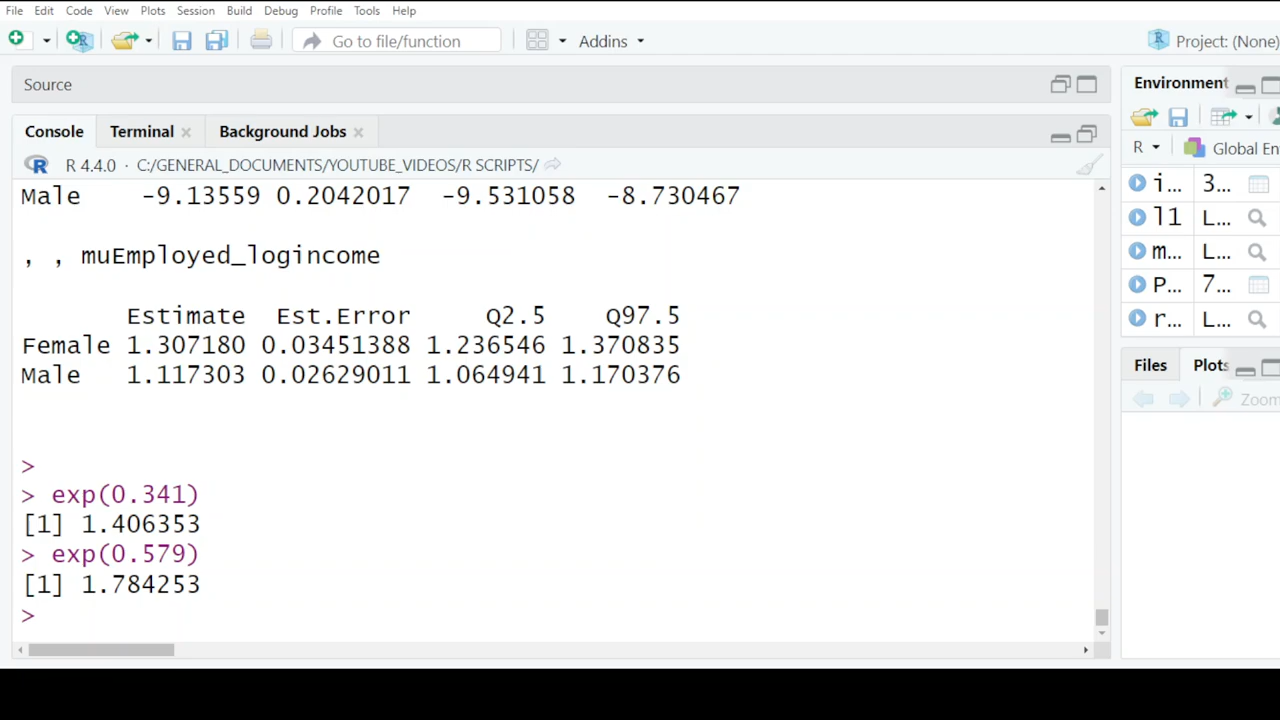 File Edit Code View Plots Session Build Debug Profile Tools Help
Go to file/function Addins Project: (None)
Source
Console Terminal Background Jobs
R 4.4.0 · C:/GENERAL_DOCUMENTS/YOUTUBE_VIDEOS/R SCRIPTS/
Male -9.13559 0.2042017 -9.531058 -8.730467
, , muEmployed_logincome
Estimate Est.Error Q2.5 Q97.5
Female 1.307180 0.03451388 1.236546 1.370835
Male 1.117303 0.02629011 1.064941 1.170376
>
> exp(0.341)
[1] 1.406353
> exp(0.579)
[1] 1.784253
>
Environment
R Global En
i... 3...
l1 L...
m... L...
P... 7...
r... L...
Files Plots
Zoom